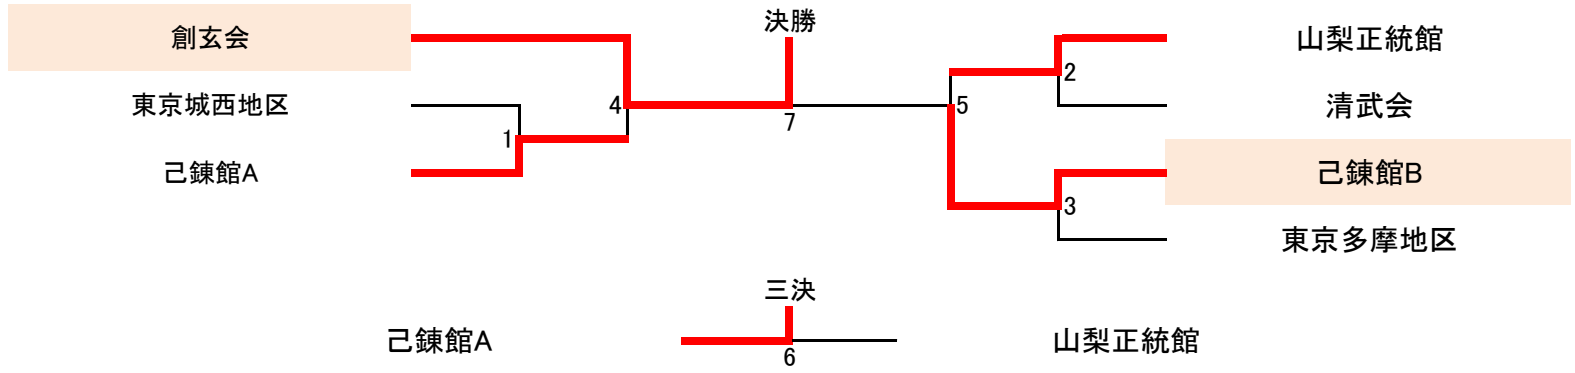 決勝
創玄会
山梨正統館
2
東京城西地区
4
5
清武会
7
1
己錬館A
己錬館B
3
東京多摩地区
三決
己錬館A
山梨正統館
6